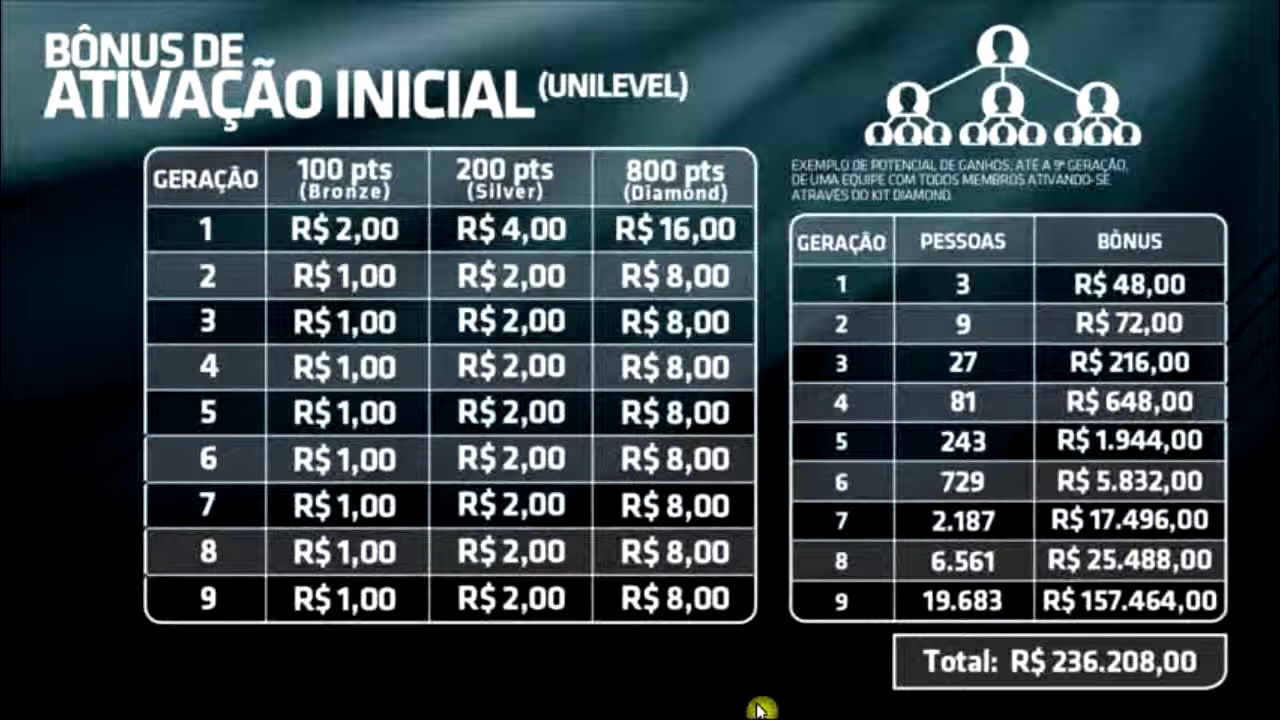 BÔNUS DE
ATIVAÇÃO INICIAL (UNILEVEL)
GERAÇÃO 100 pts (Bronze) 200 pts (Silver) 800 pts (Diamond)
1 R$ 2,00 R$ 4,00 R$ 16,00
2 R$ 1,00 R$ 2,00 R$ 8,00
3 R$ 1,00 R$ 2,00 R$ 8,00
4 R$ 1,00 R$ 2,00 R$ 8,00
5 R$ 1,00 R$ 2,00 R$ 8,00
6 R$ 1,00 R$ 2,00 R$ 8,00
7 R$ 1,00 R$ 2,00 R$ 8,00
8 R$ 1,00 R$ 2,00 R$ 8,00
9 R$ 1,00 R$ 2,00 R$ 8,00
EXEMPLO DE POTENCIAL DE GANHOS, ATÉ A 9ª GERAÇÃO,
DE UMA EQUIPE COM TODOS MEMBROS ATIVANDO-SE
ATRAVÉS DO KIT DIAMOND.
GERAÇÃO PESSOAS BÔNUS
1 3 R$ 48,00
2 9 R$ 72,00
3 27 R$ 216,00
4 81 R$ 648,00
5 243 R$ 1.944,00
6 729 R$ 5.832,00
7 2.187 R$ 17.496,00
8 6.561 R$ 25.488,00
9 19.683 R$ 157.464,00
Total: R$ 236.208,00